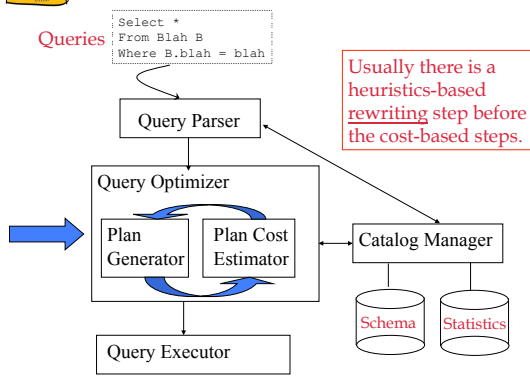 Queries
Select *
From Blah B
Where B.blah = blah
Usually there is a
heuristics-based
rewriting step before
the cost-based steps.
Query Parser
Query Optimizer
Plan
Generator
Plan Cost
Estimator
Catalog Manager
Schema
Statistics
Query Executor